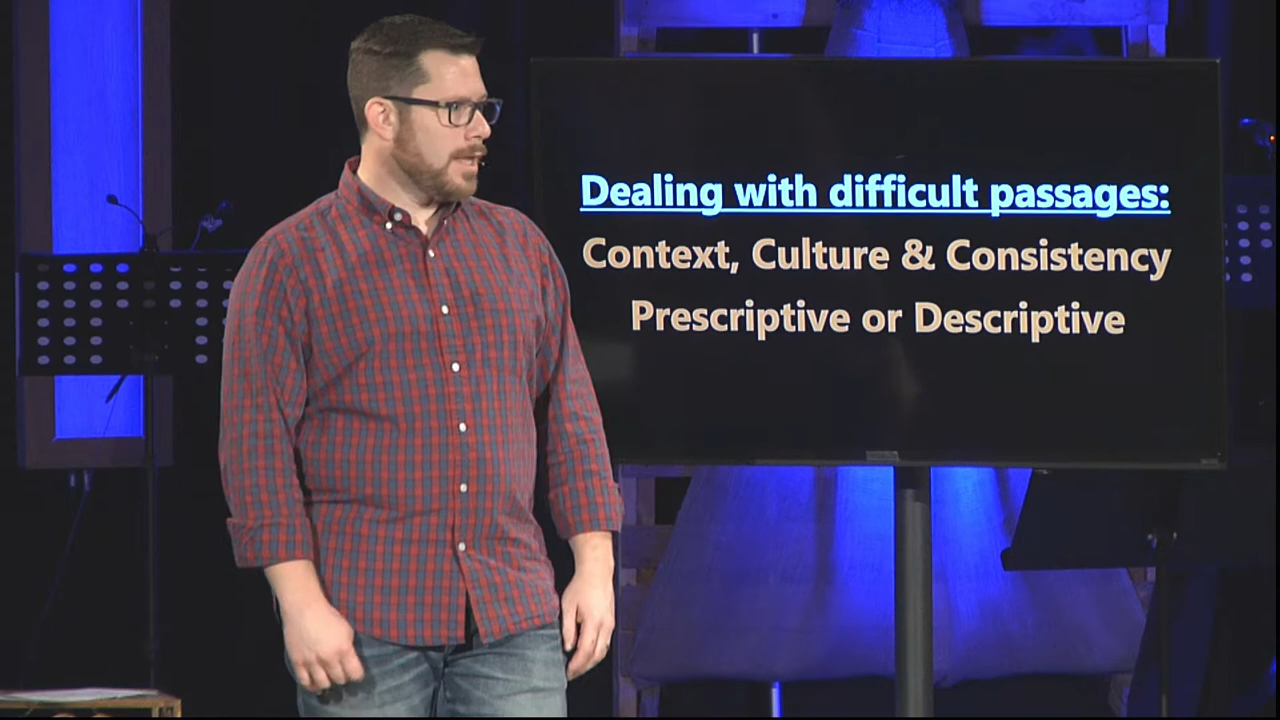 Dealing with difficult passages:
Context, Culture & Consistency
Prescriptive or Descriptive